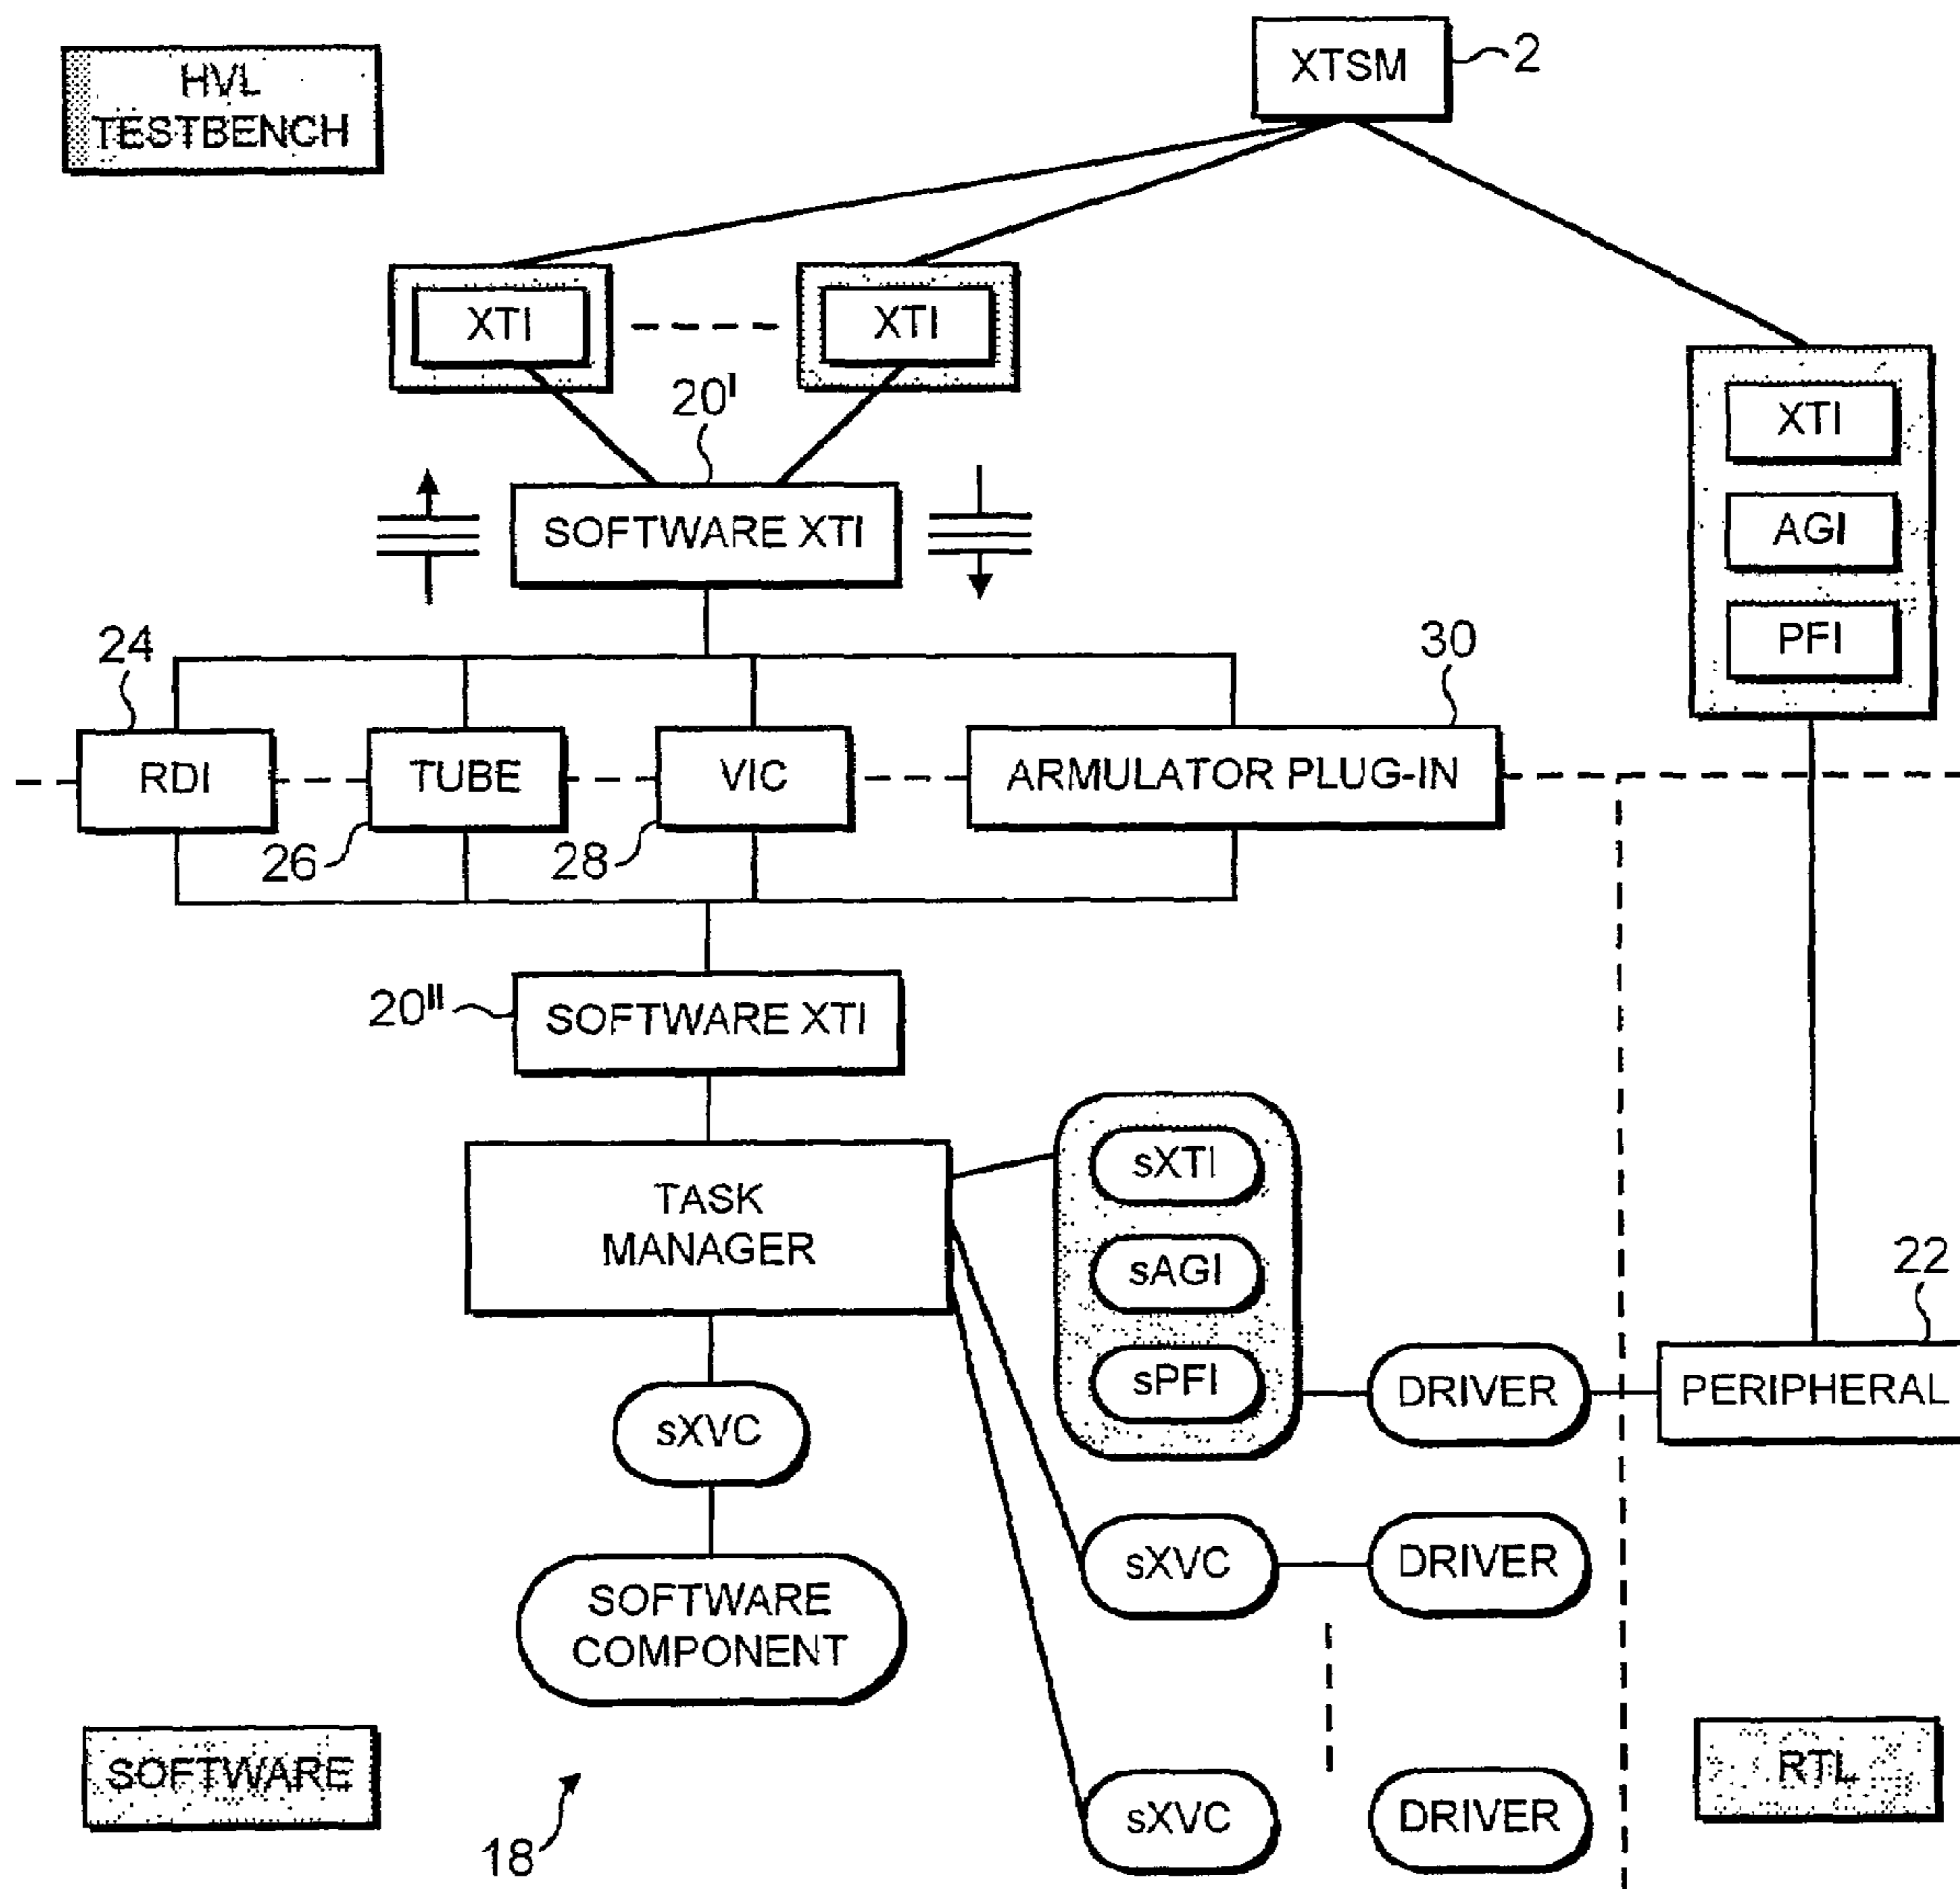 HVL
TESTBENCH
XTSM
2
XTI
XTI
20'
SOFTWARE XTI
XTI
AGI
PFI
24
30
RDI
TUBE
VIC
ARMULATOR PLUG-IN
26
28
20"
SOFTWARE XTI
TASK
MANAGER
sXTI
sAGI
sPFI
DRIVER
22
PERIPHERAL
sXVC
sXVC
DRIVER
SOFTWARE
COMPONENT
SOFTWARE
18
sXVC
DRIVER
RTL